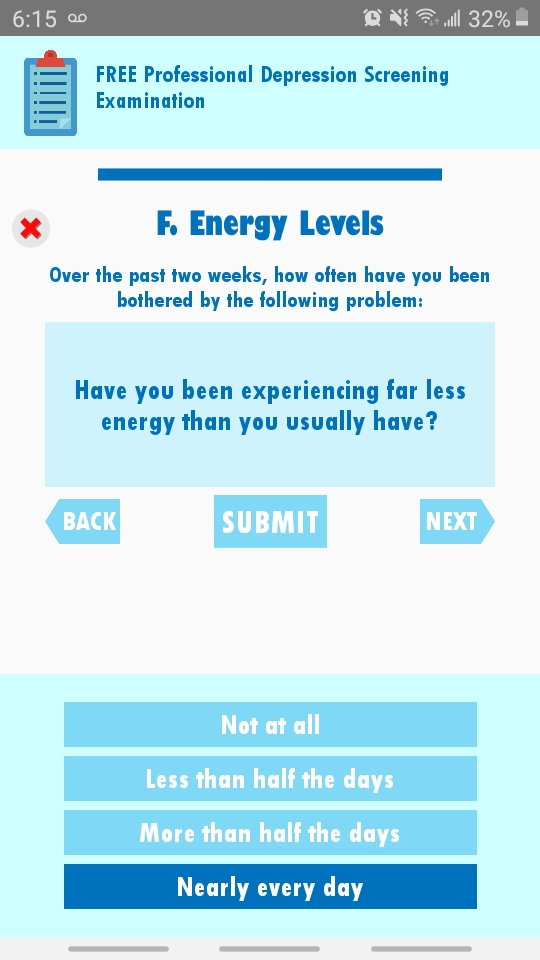 6:15
32%
FREE Professional Depression Screening
Examination
F. Energy Levels
Over the past two weeks, how often have you been
bothered by the following problem:
Have you been experiencing far less
energy than you usually have?
BACK
SUBMIT
NEXT
Not at all
Less than half the days
More than half the days
Nearly every day